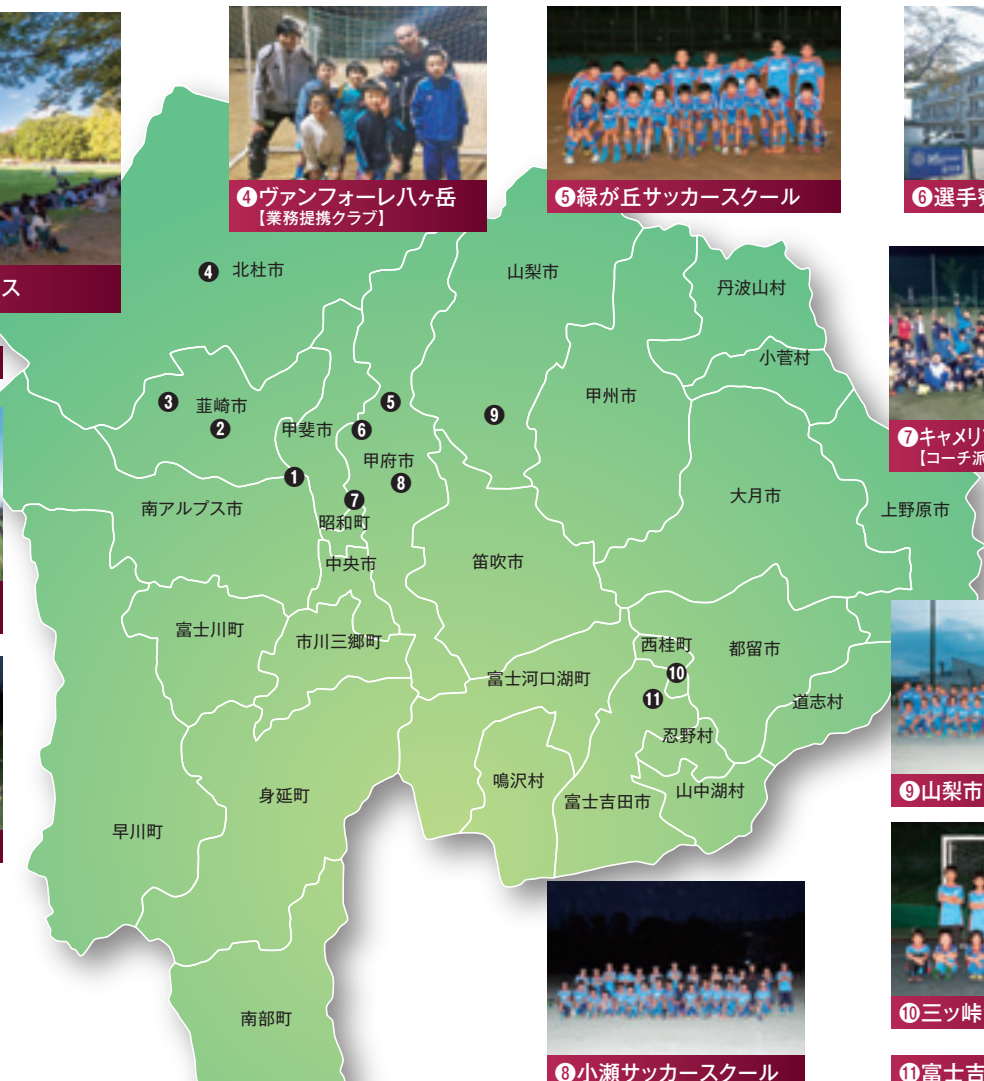 ❹ヴァンフォーレ八ヶ岳
【業務提携クラブ】
❺緑が丘サッカースクール
❻選手寮
ス
❹ 北杜市
山梨市
丹波山村
小菅村
❸ 韮崎市
❷
甲斐市
❺
❻
甲府市
❽
❾
甲州市
❼キャメリ
【コーチ派
❶
南アルプス市
❼
昭和町
中央市
笛吹市
大月市
上野原市
富士川町
市川三郷町
西桂町
❿
都留市
富士河口湖町
⓫
道志村
忍野村
鳴沢村
富士吉田市
山中湖村
身延町
早川町
❾山梨市
南部町
❿三ッ峠
❽小瀬サッカースクール
⓫富士吉